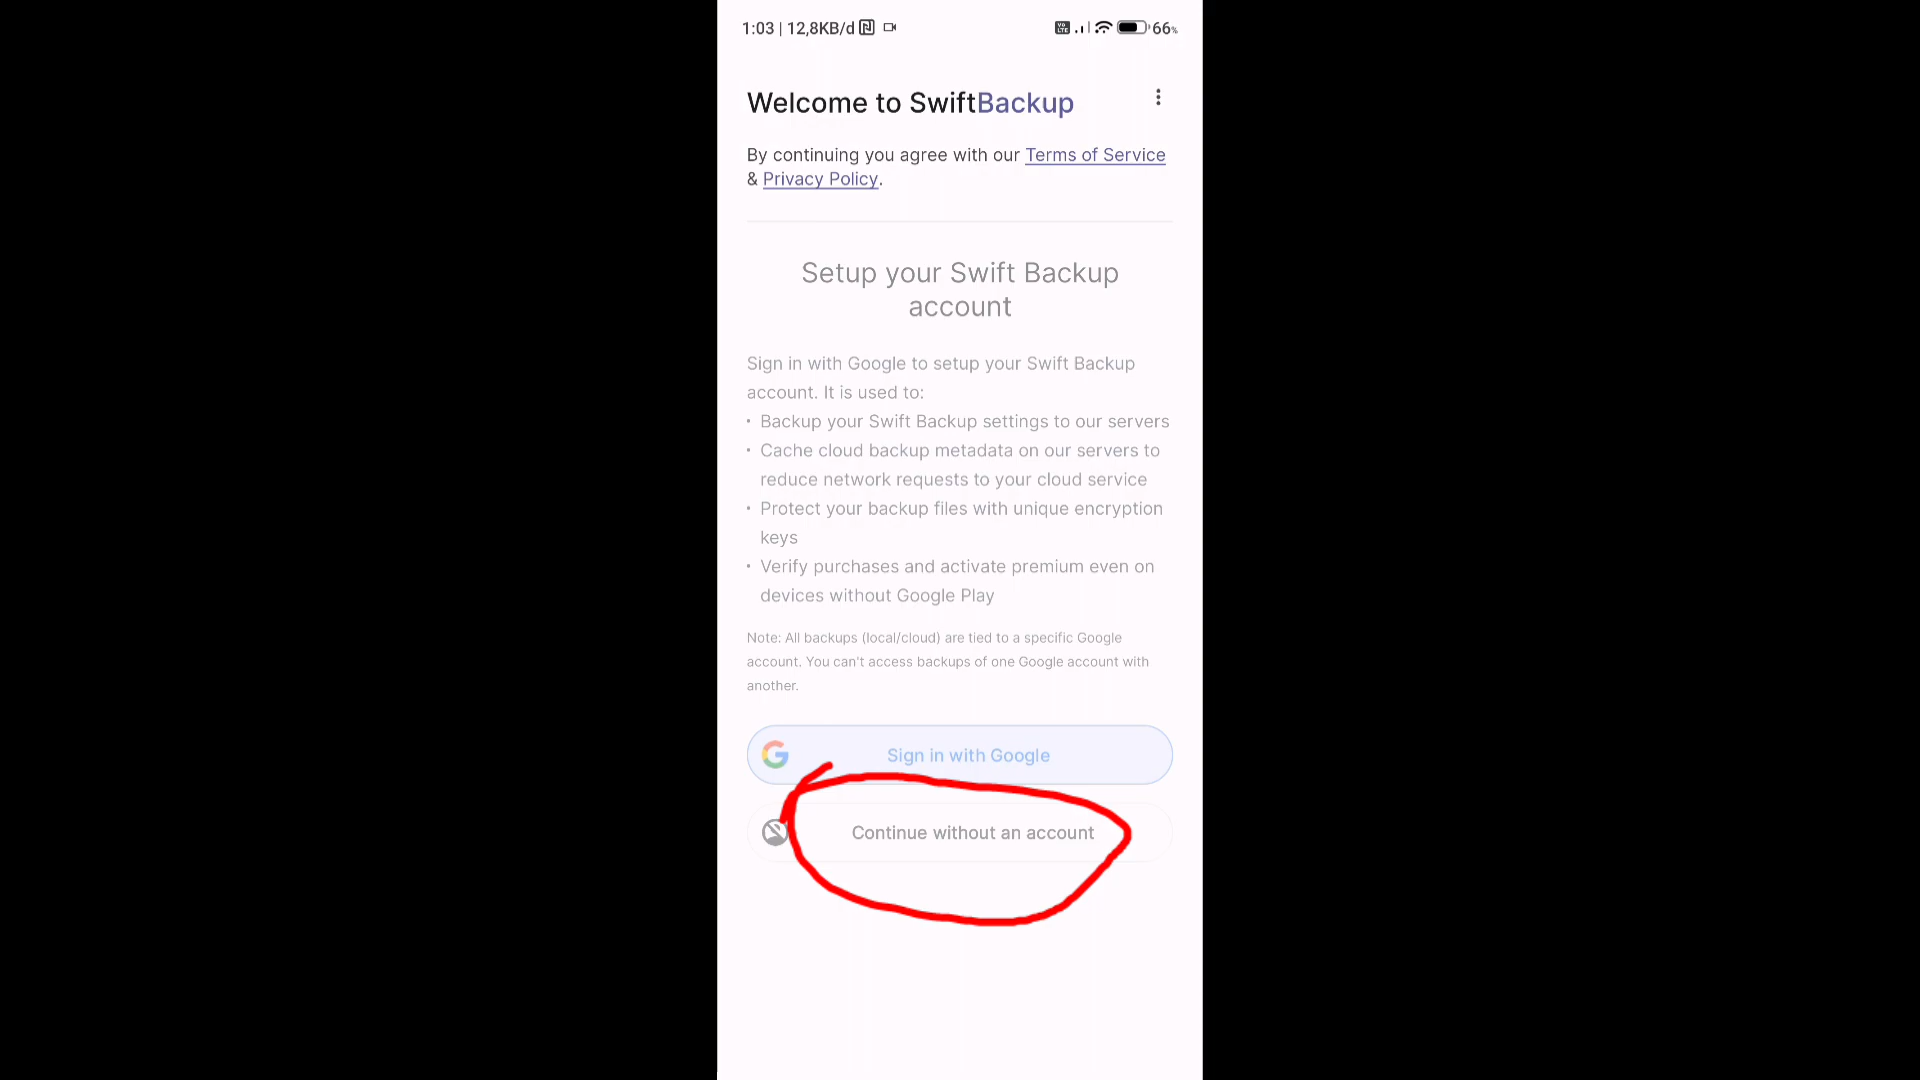 1:03 | 12,8KB/d
66%
Welcome to SwiftBackup
By continuing you agree with our Terms of Service
& Privacy Policy.
Setup your Swift Backup
account
Sign in with Google to setup your Swift Backup
account. It is used to:
• Backup your Swift Backup settings to our servers
• Cache cloud backup metadata on our servers to
reduce network requests to your cloud service
• Protect your backup files with unique encryption
keys
• Verify purchases and activate premium even on
devices without Google Play
Note: All backups (local/cloud) are tied to a specific Google
account. You can't access backups of one Google account with
another.
Sign in with Google
Continue without an account